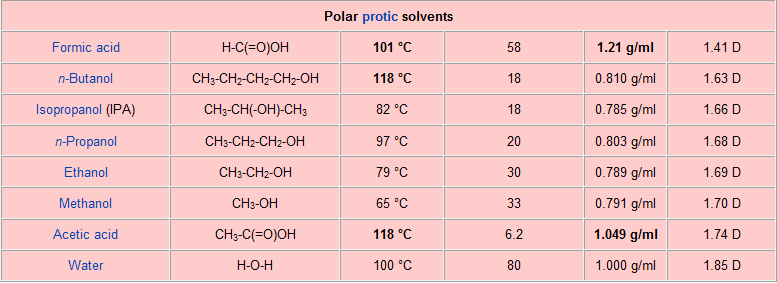 Polar protic solvents
Formic acid H-C(=O)OH 101 °C 58 1.21 g/ml 1.41 D
n-Butanol CH₃-CH₂-CH₂-CH₂-OH 118 °C 18 0.810 g/ml 1.63 D
Isopropanol (IPA) CH₃-CH(-OH)-CH₃ 82 °C 18 0.785 g/ml 1.66 D
n-Propanol CH₃-CH₂-CH₂-OH 97 °C 20 0.803 g/ml 1.68 D
Ethanol CH₃-CH₂-OH 79 °C 30 0.789 g/ml 1.69 D
Methanol CH₃-OH 65 °C 33 0.791 g/ml 1.70 D
Acetic acid CH₃-C(=O)OH 118 °C 6.2 1.049 g/ml 1.74 D
Water H-O-H 100 °C 80 1.000 g/ml 1.85 D